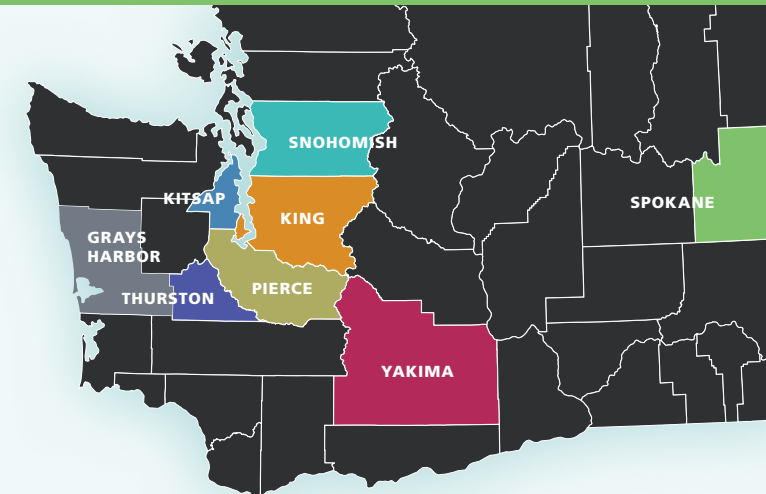 SNOHOMISH
KITSAP
KING
SPOKANE
GRAYS
HARBOR
THURSTON
PIERCE
YAKIMA